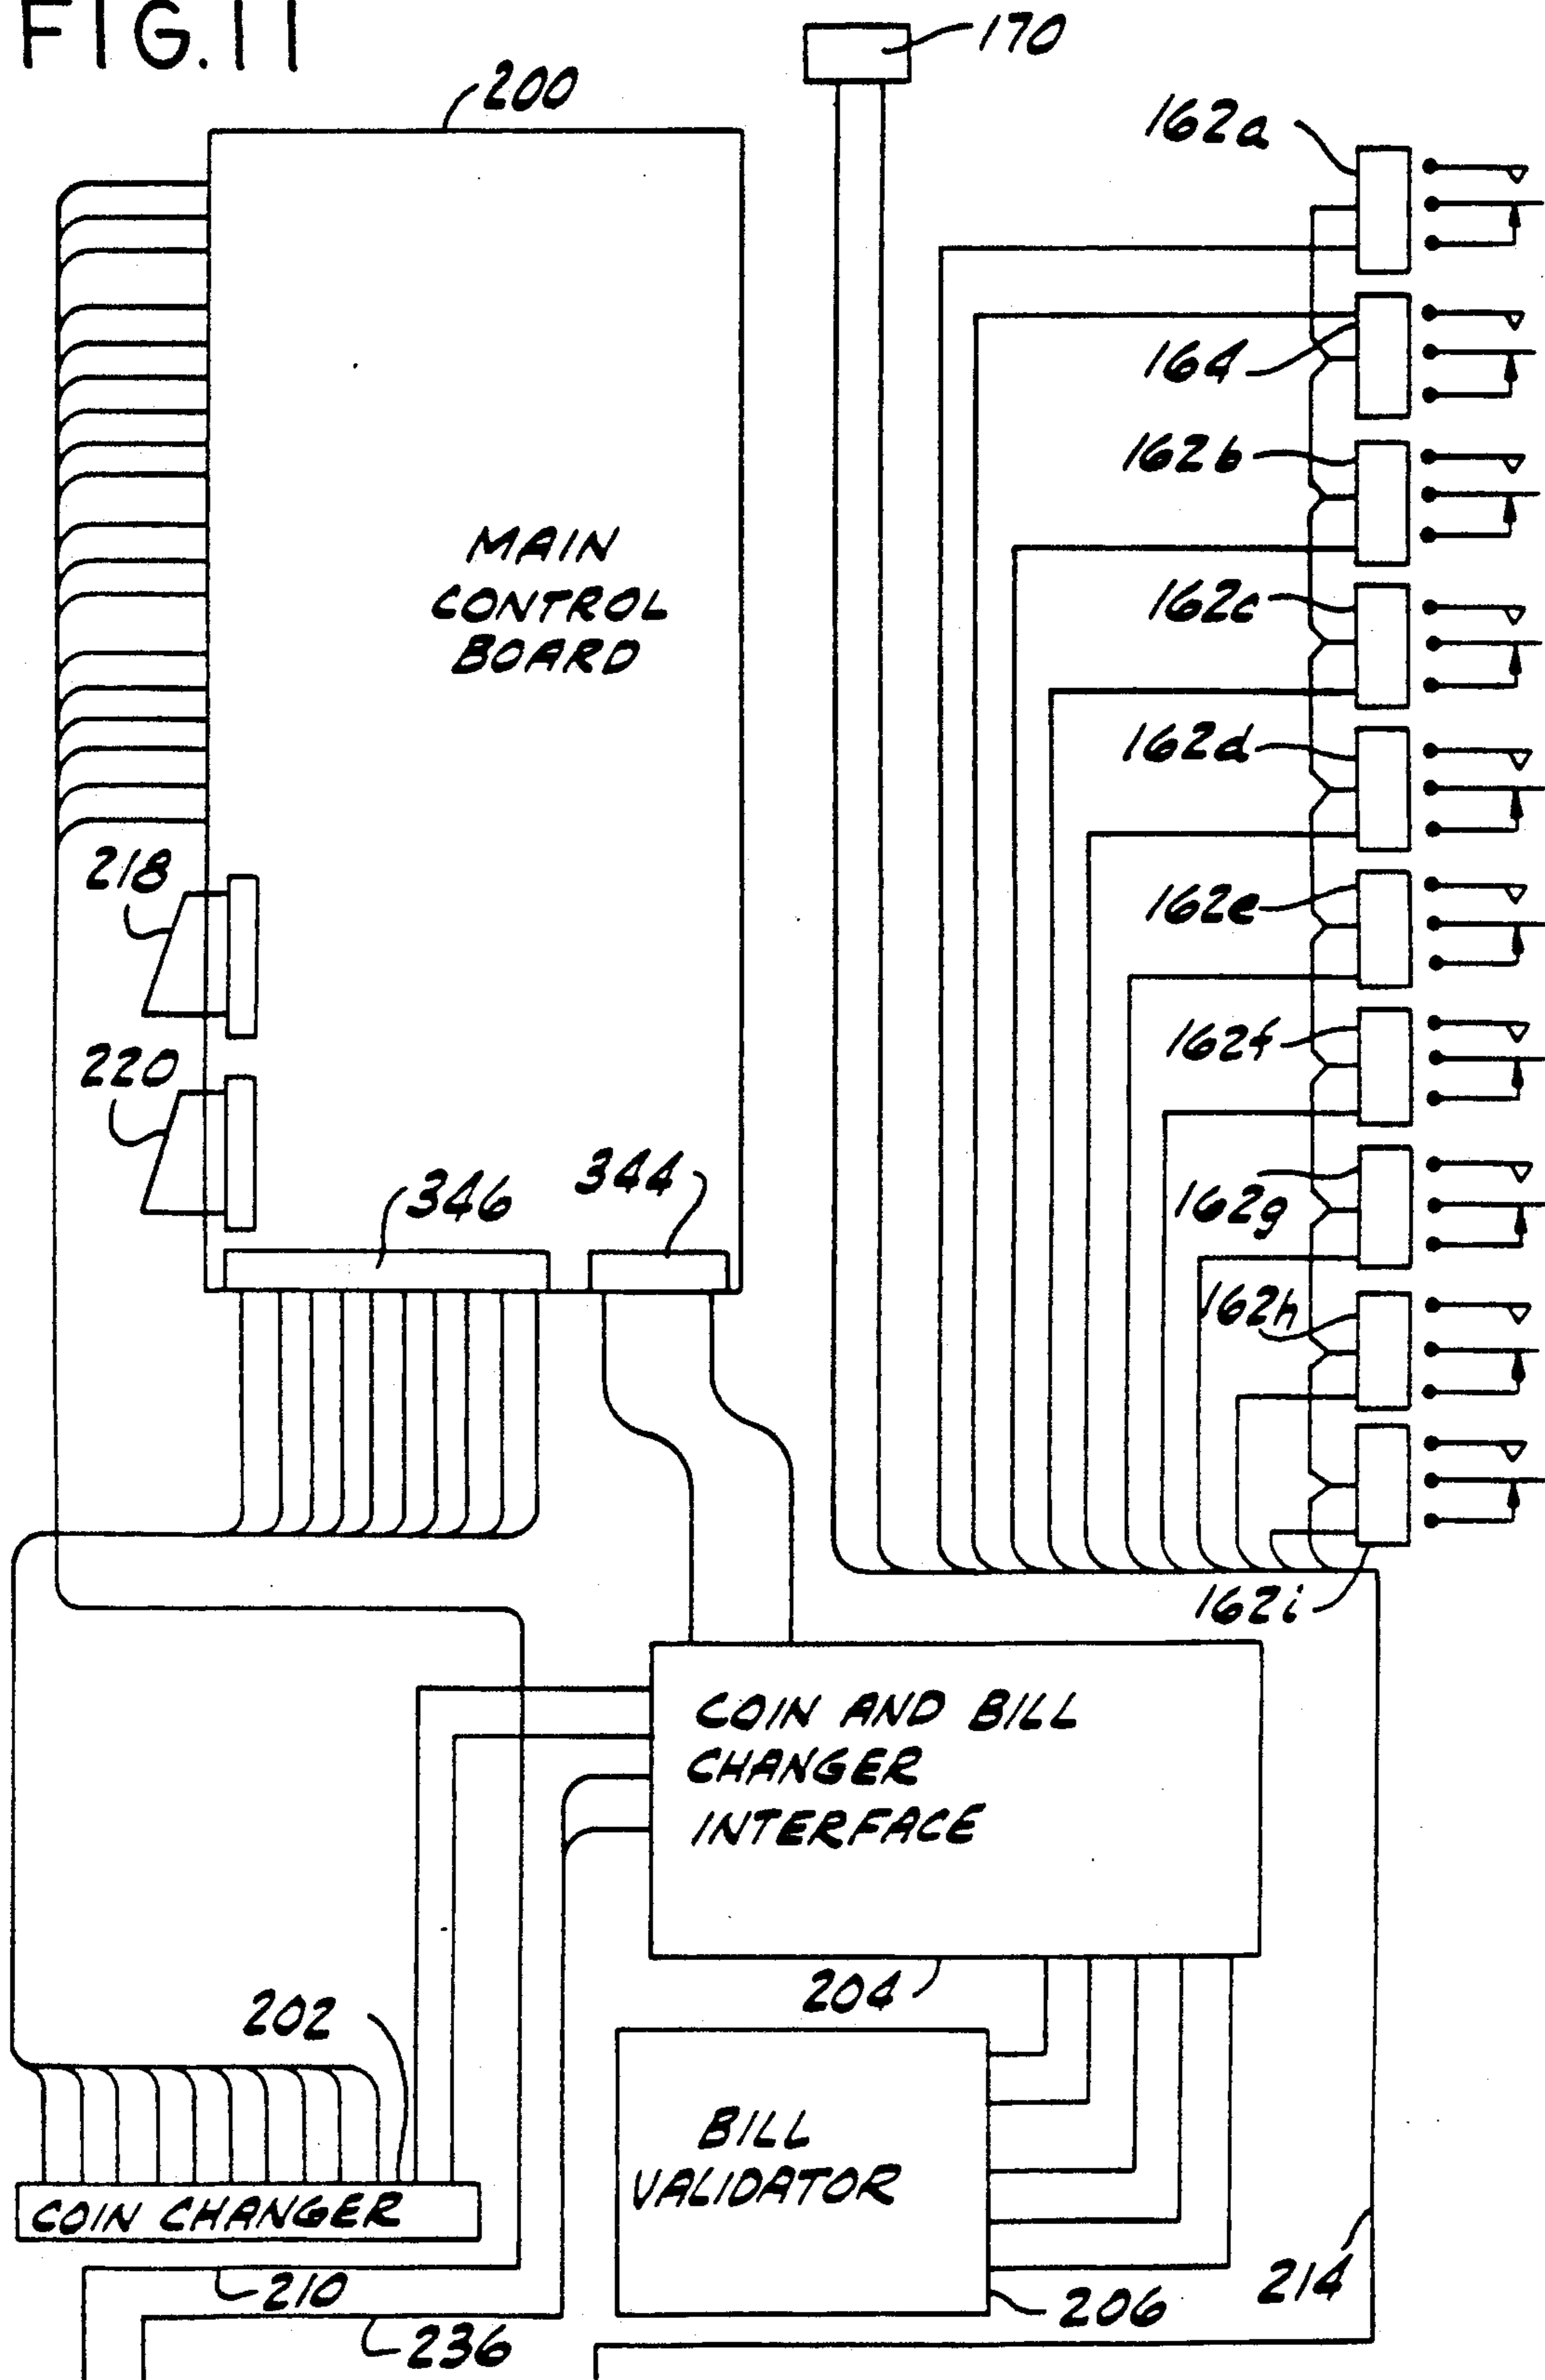 FIG.11
170
200
162a
164
162b
MAIN
CONTROL
BOARD
162c
162d
218
162e
220
162f
346
344
162g
162h
162i
COIN AND BILL
CHANGER
INTERFACE
204
202
BILL
VALIDATOR
COIN CHANGER
210
206
214
236